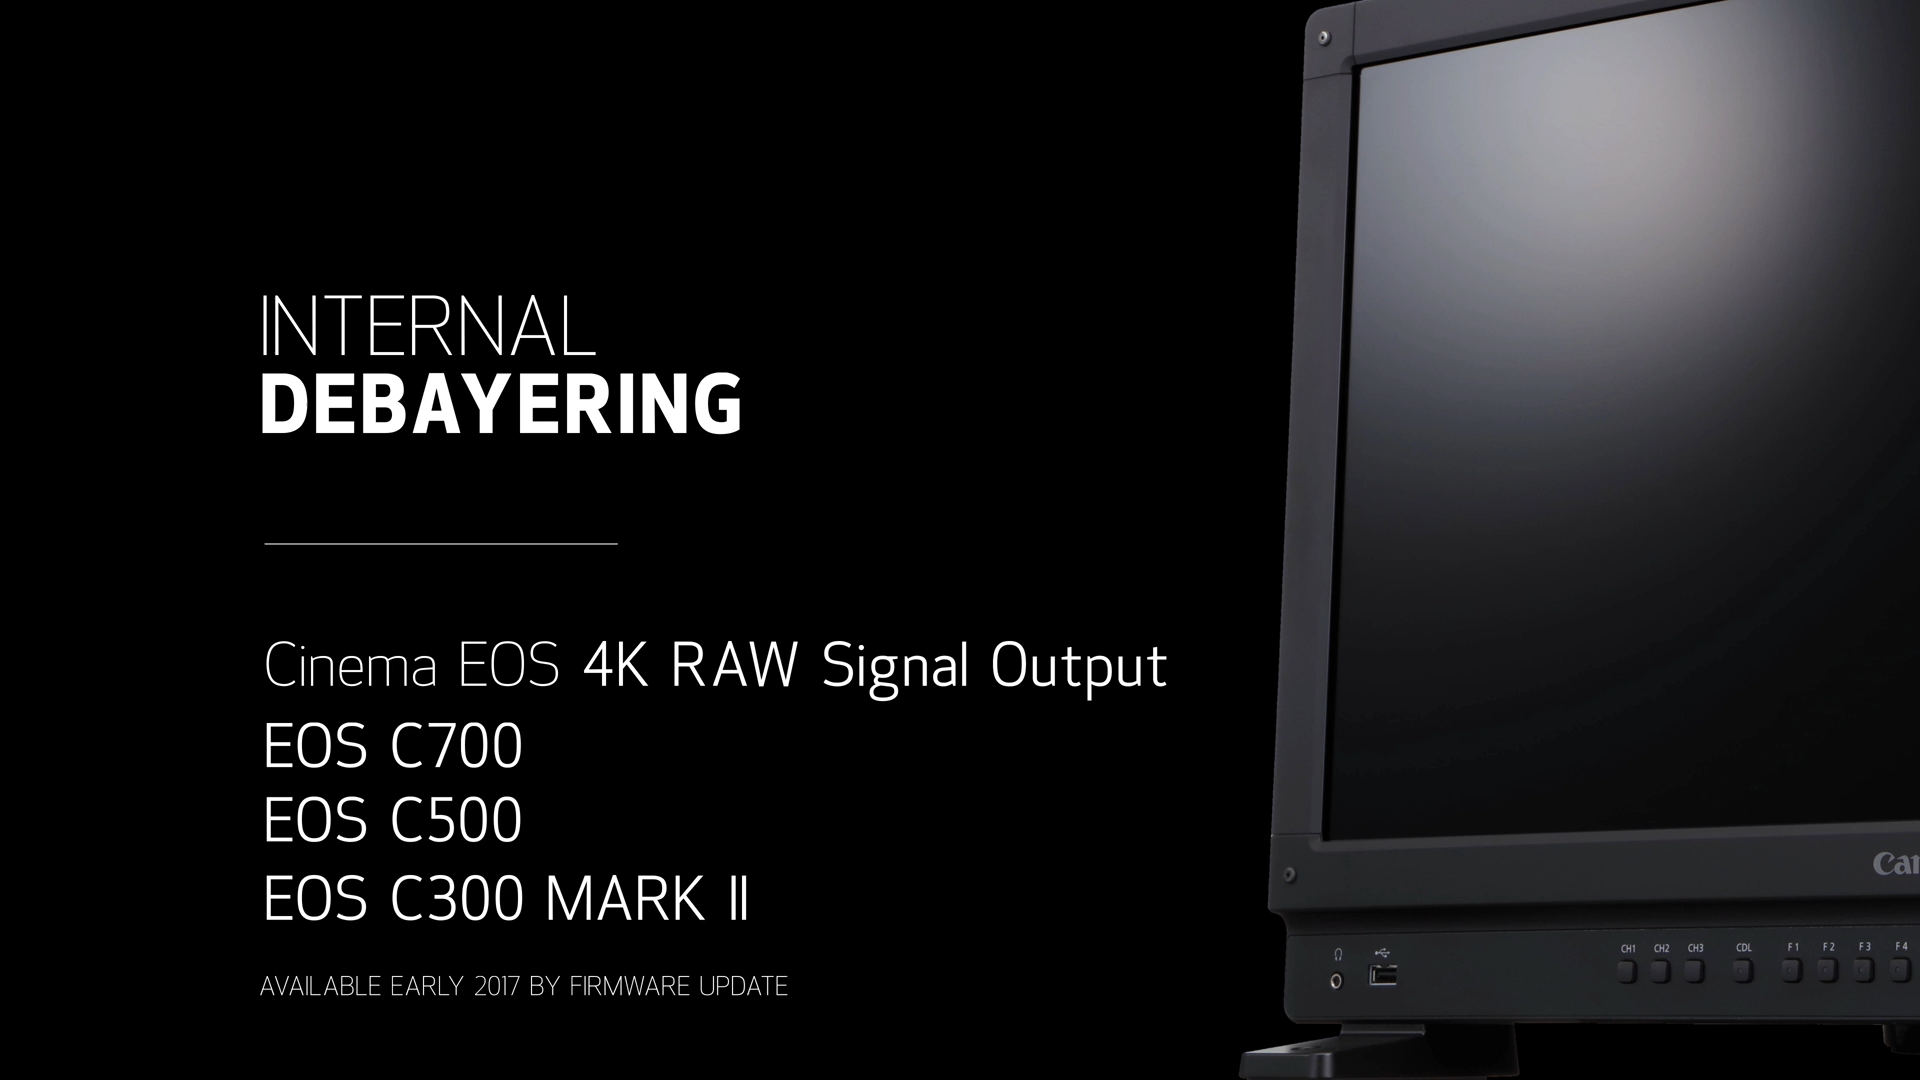 INTERNAL
DEBAYERING
Cinema EOS 4K RAW Signal Output
EOS C700
EOS C500
EOS C300 MARK II
AVAILABLE EARLY 2017 BY FIRMWARE UPDATE
Can
CH1 CH2 CH3 CDL F1 F2 F3 F4